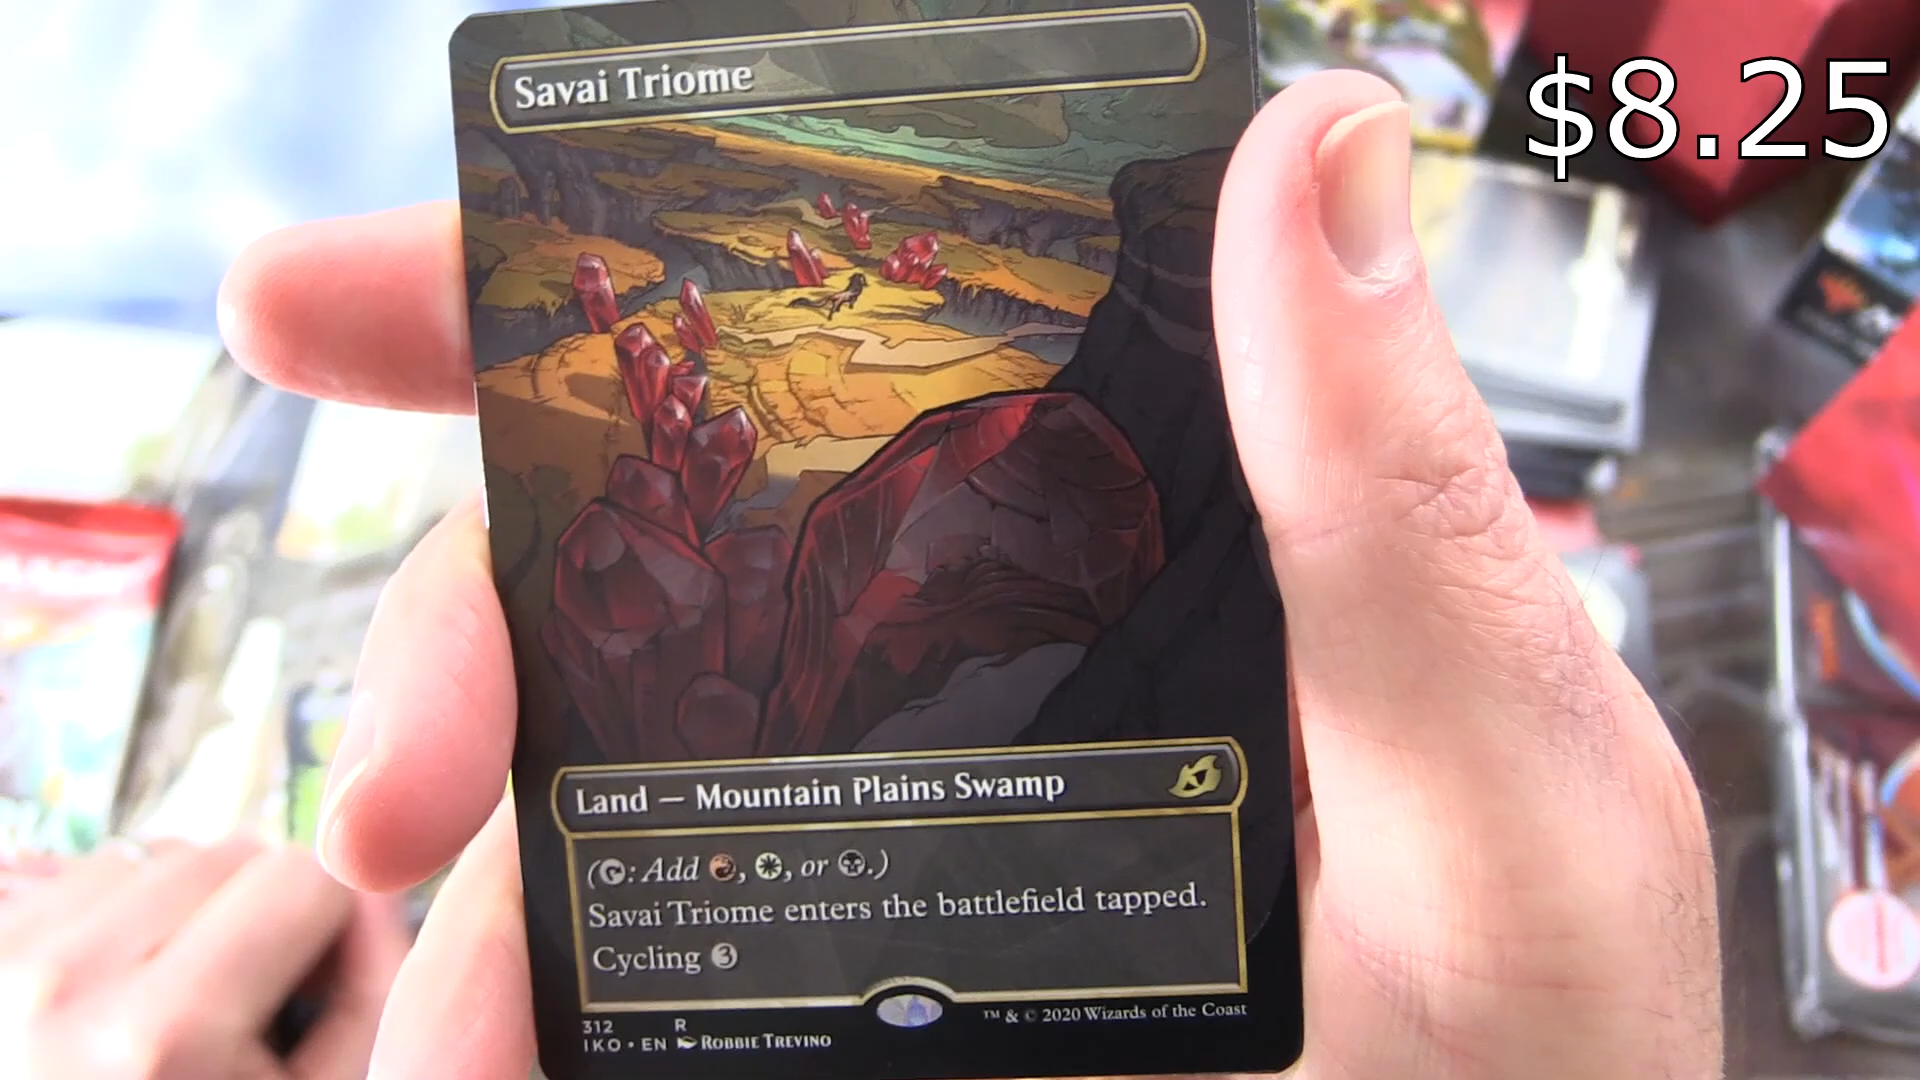 $8.25
Savai Triome
Land — Mountain Plains Swamp
(: Add , , or .)
Savai Triome enters the battlefield tapped.
Cycling 3
312 R
IKO • EN Robbie Trevino
™ & © 2020 Wizards of the Coast